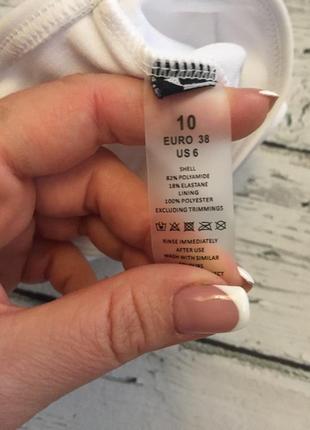 10
EURO 38
US 6
SHELL
82% POLYAMIDE
18% ELASTANE
LINING
100% POLYESTER
EXCLUDING TRIMMINGS
RINSE IMMEDIATELY
AFTER USE
WASH WITH SIMILAR